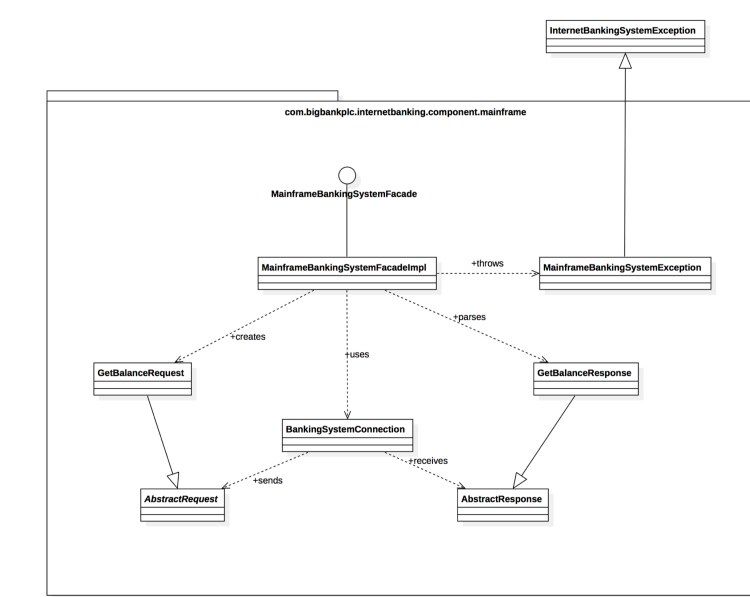 InternetBankingSystemException
com.bigbankplc.internetbanking.component.mainframe
MainframeBankingSystemFacade
MainframeBankingSystemFacadeImpl
+throws
MainframeBankingSystemException
+creates
+uses
+parses
GetBalanceRequest
GetBalanceResponse
BankingSystemConnection
+sends
+receives
AbstractRequest
AbstractResponse